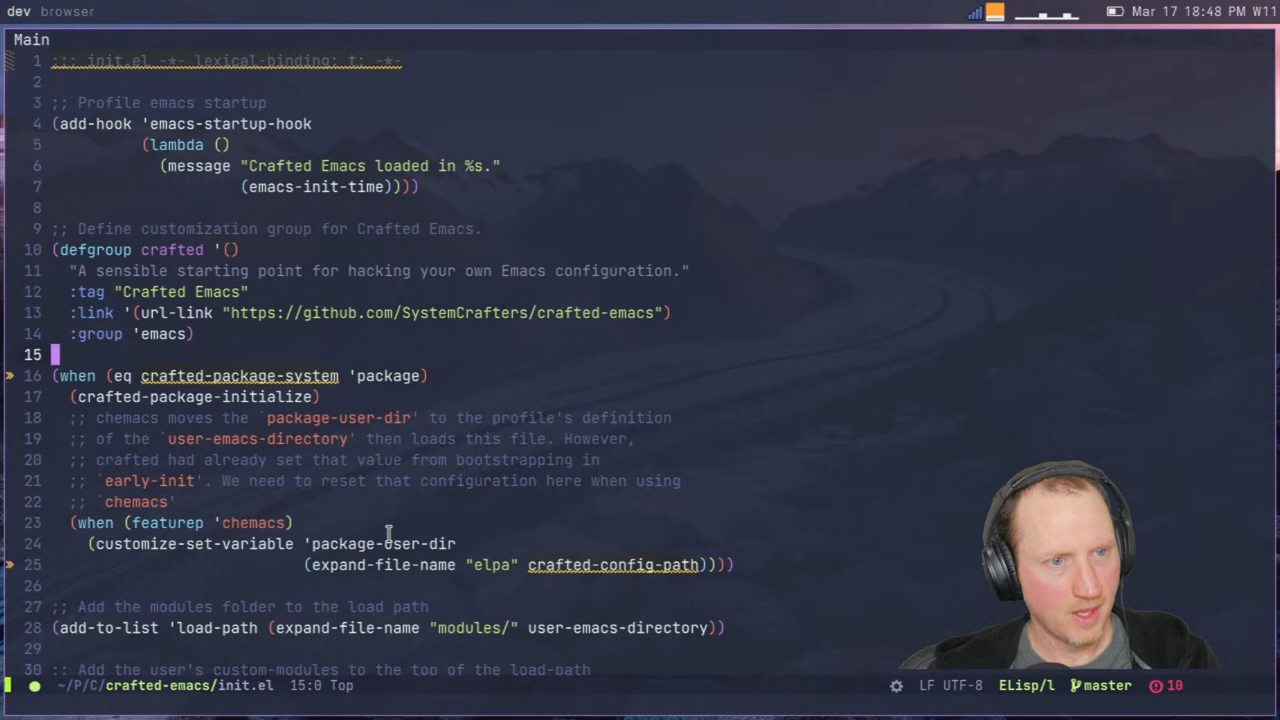 dev browser Mar 17 18:48 PM W11
Main
1 ;;; init.el -*- lexical-binding: t; -*-
2
3 ;; Profile emacs startup
4 (add-hook 'emacs-startup-hook
5 (lambda ()
6 (message "Crafted Emacs loaded in %s."
7 (emacs-init-time))))
8
9 ;; Define customization group for Crafted Emacs.
10 (defgroup crafted '()
11 "A sensible starting point for hacking your own Emacs configuration."
12 :tag "Crafted Emacs"
13 :link '(url-link "https://github.com/SystemCrafters/crafted-emacs")
14 :group 'emacs)
15
» 16 (when (eq crafted-package-system 'package)
17 (crafted-package-initialize)
18 ;; chemacs moves the `package-user-dir' to the profile's definition
19 ;; of the `user-emacs-directory' then loads this file. However,
20 ;; crafted had already set that value from bootstrapping in
21 ;; `early-init'. We need to reset that configuration here when using
22 ;; `chemacs'
23 (when (featurep 'chemacs)
24 (customize-set-variable 'package-user-dir
» 25 (expand-file-name "elpa" crafted-config-path))))
26
27 ;; Add the modules folder to the load path
28 (add-to-list 'load-path (expand-file-name "modules/" user-emacs-directory))
29
30 ;; Add the user's custom-modules to the top of the load-path
~/P/C/crafted-emacs/init.el 15:0 Top LF UTF-8 ELisp/l master 10